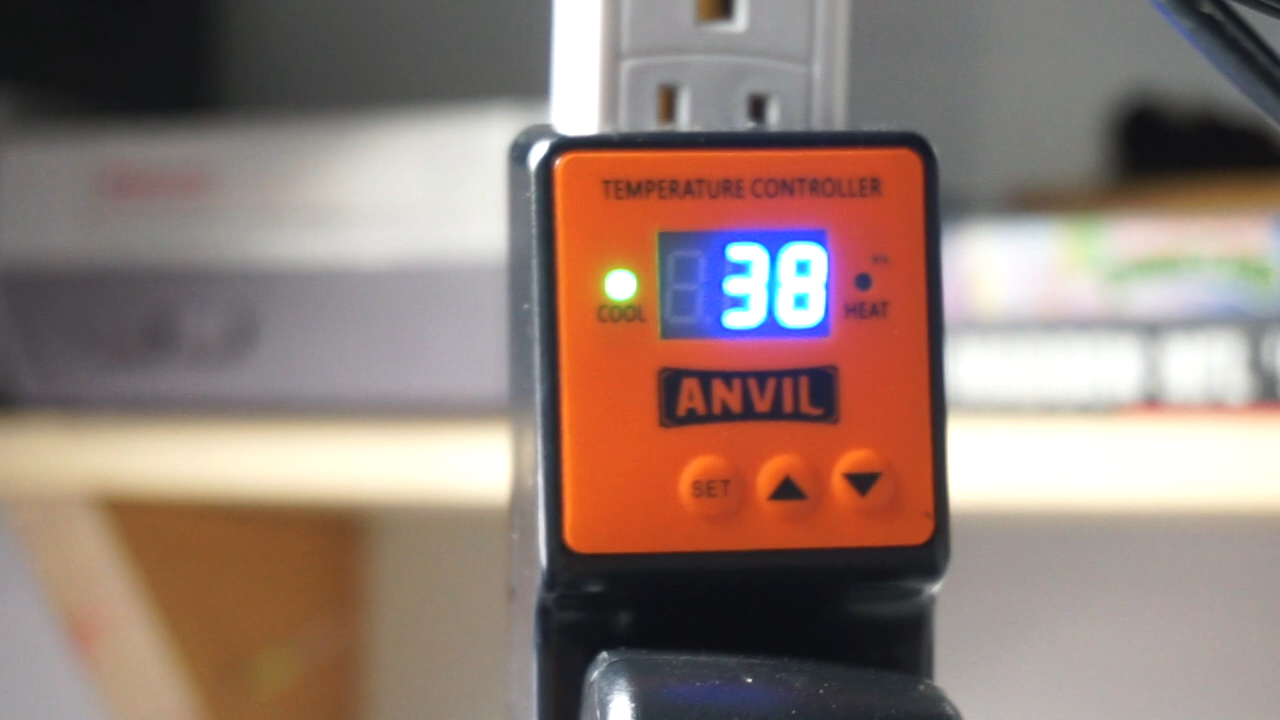 TEMPERATURE CONTROLLER
38
COOL
HEAT
ANVIL
SET